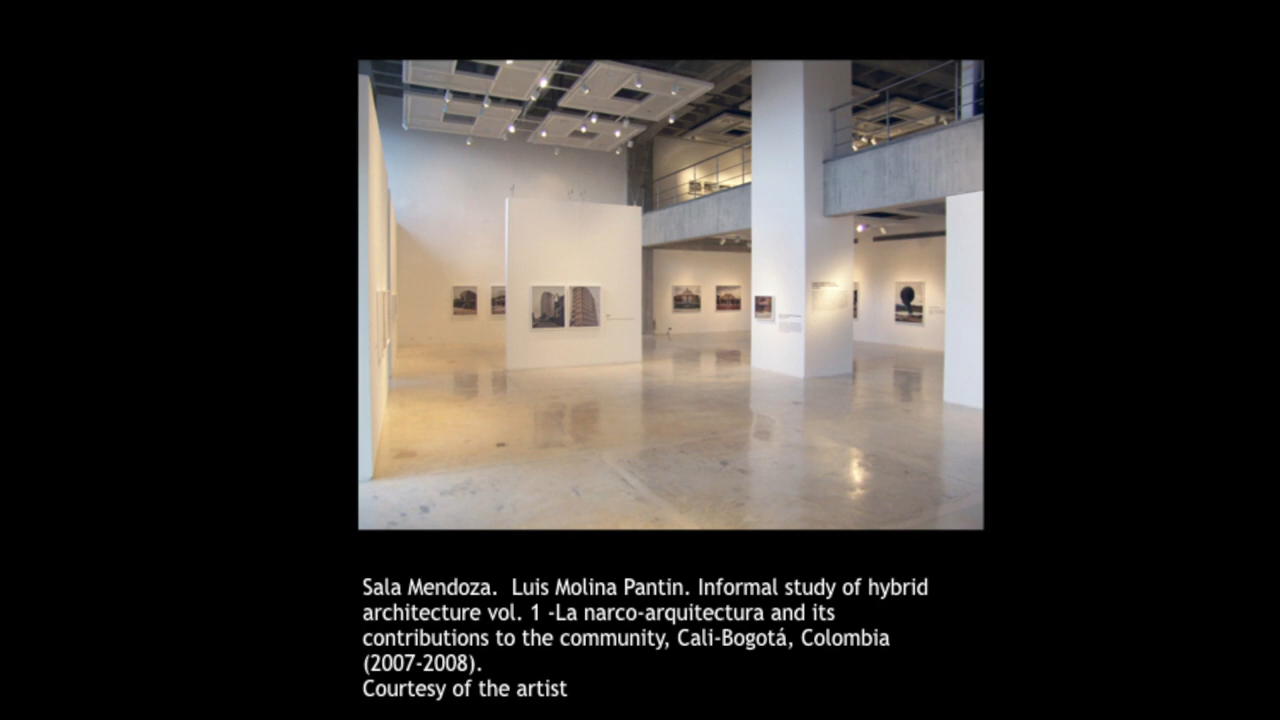 Sala Mendoza.  Luis Molina Pantin. Informal study of hybrid
architecture vol. 1 -La narco-arquitectura and its
contributions to the community, Cali-Bogotá, Colombia
(2007-2008).
Courtesy of the artist